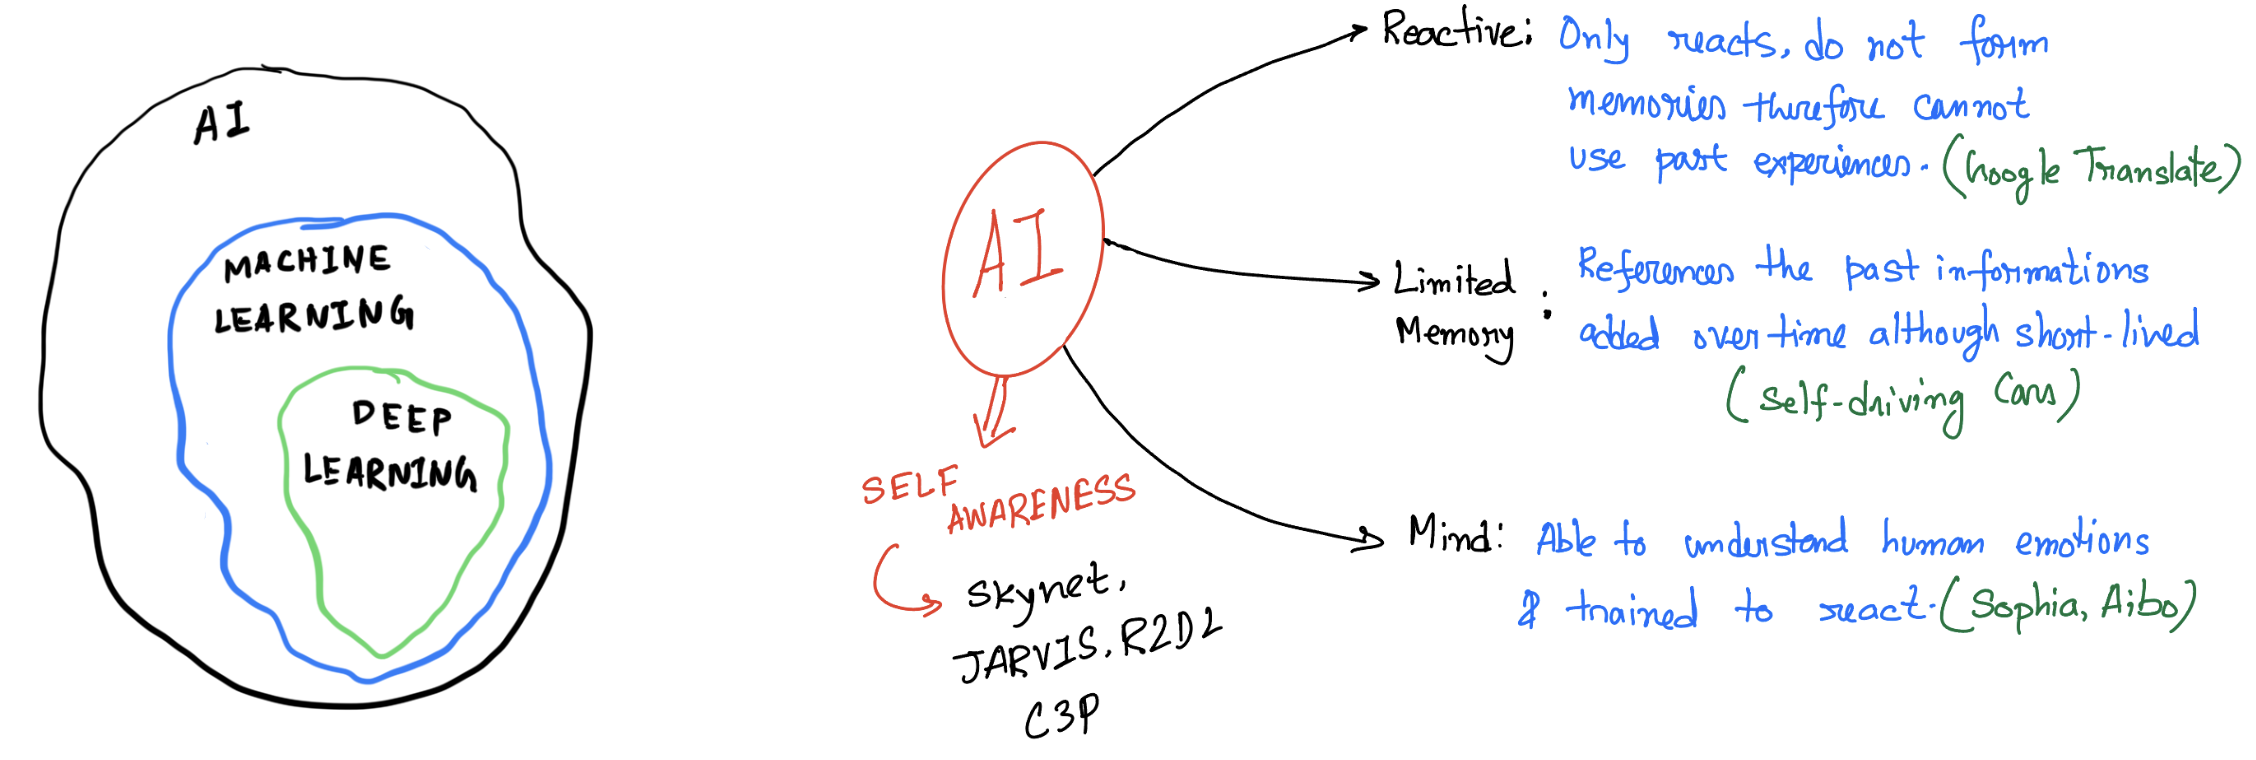 AI
MACHINE
LEARNING
DEEP
LEARNING
AI
SELF
AWARENESS
Skynet,
JARVIS, R2D2
C3P
Reactive: Only reacts, do not form
memories therefore cannot
use past experiences. (Google Translate)
Limited
Memory : References the past informations
added over time although short-lived
(Self-driving Cars)
Mind: Able to understand human emotions
& trained to react. (Sophia, Aibo)